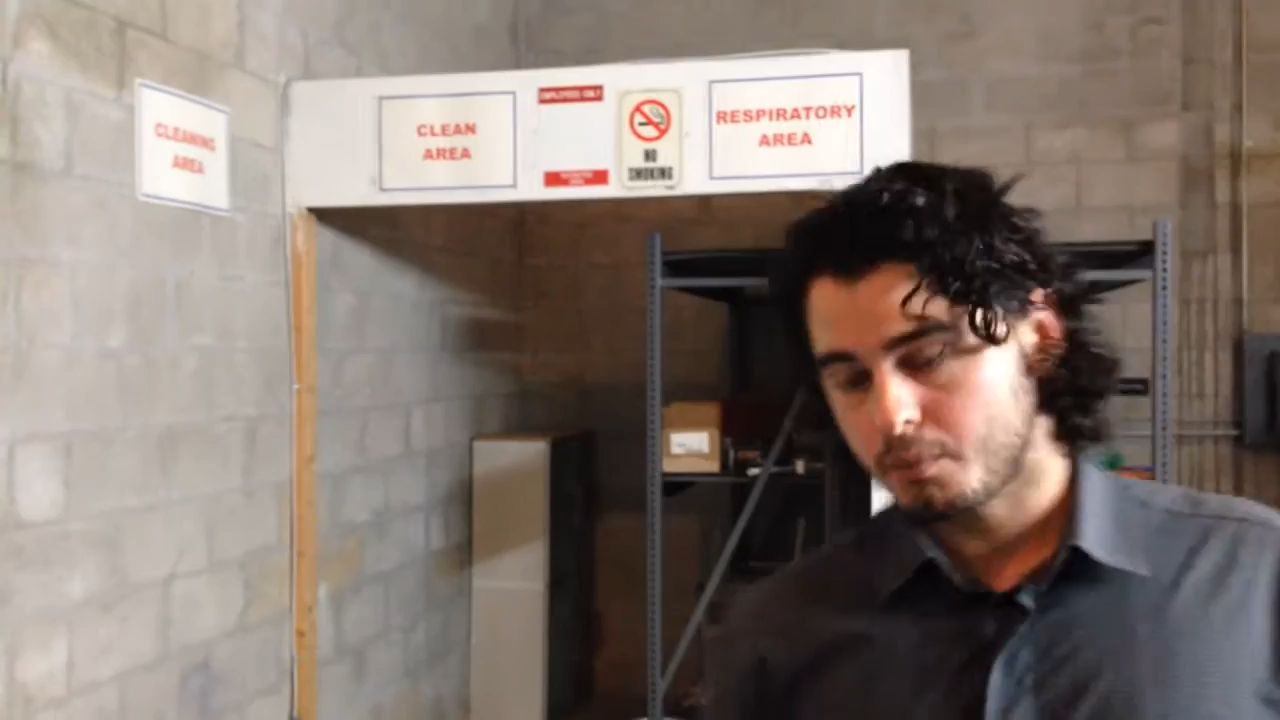 CLEANING
AREA
CLEAN
AREA
EMPLOYEES ONLY
NO
SMOKING
RESPIRATORY
AREA